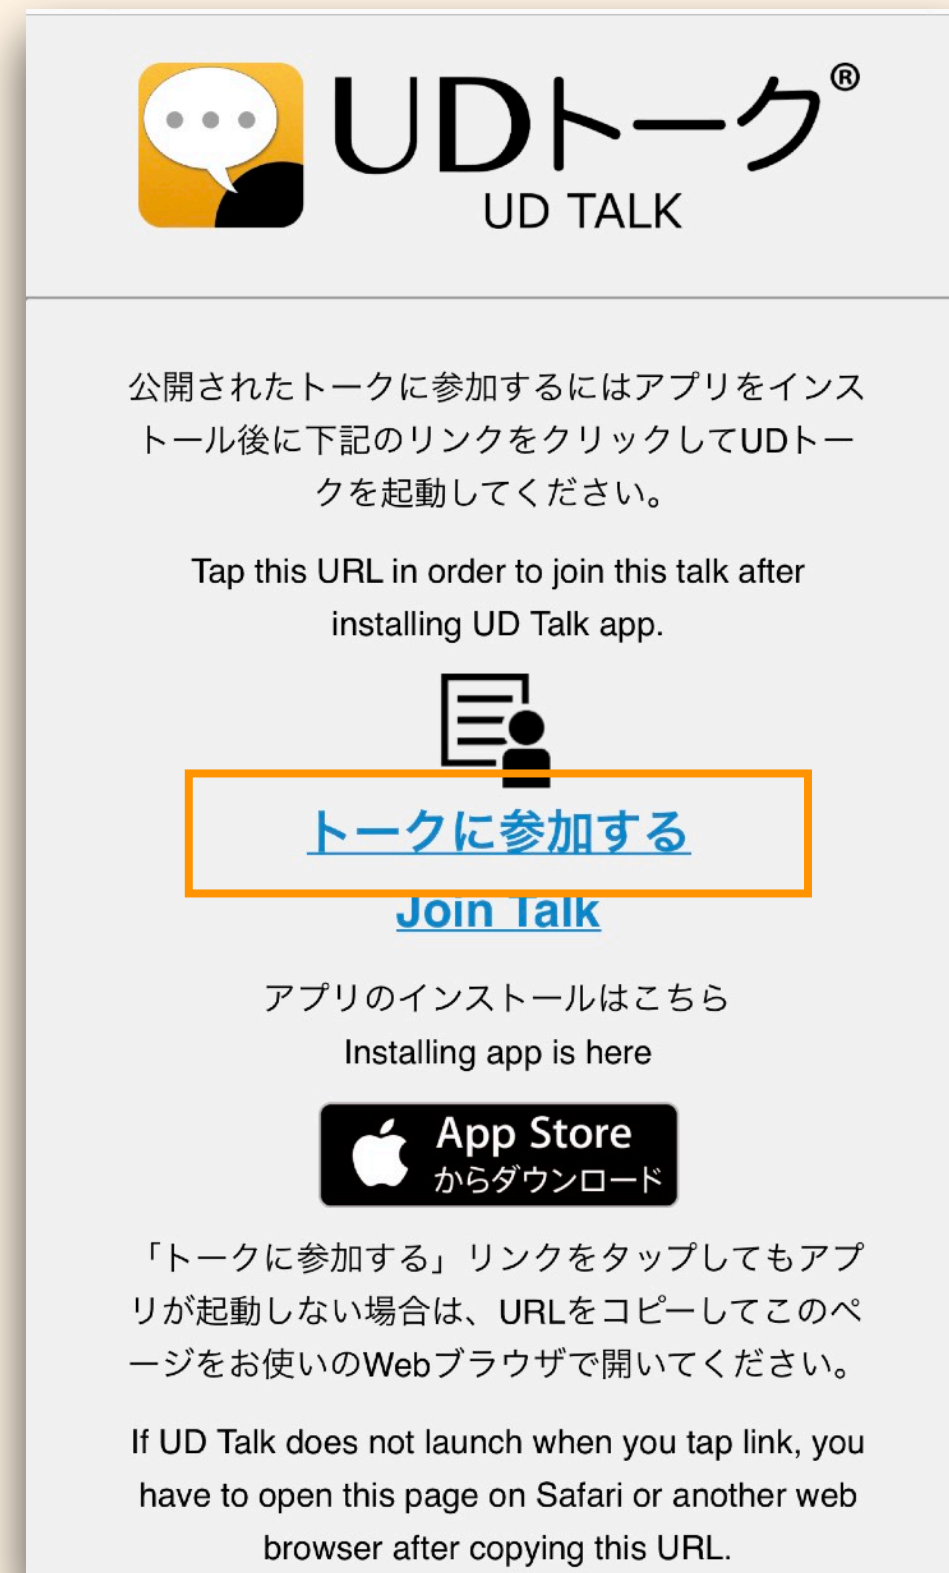 UDトーク®
UD TALK
公開されたトークに参加するにはアプリをインス
トール後に下記のリンクをクリックしてUDトー
クを起動してください。
Tap this URL in order to join this talk after
installing UD Talk app.
トークに参加する
Join Talk
アプリのインストールはこちら
Installing app is here
App Store
からダウンロード
「トークに参加する」リンクをタップしてもアプ
リが起動しない場合は、URLをコピーしてこのペ
ージをお使いのWebブラウザで開いてください。
If UD Talk does not launch when you tap link, you
have to open this page on Safari or another web
browser after copying this URL.